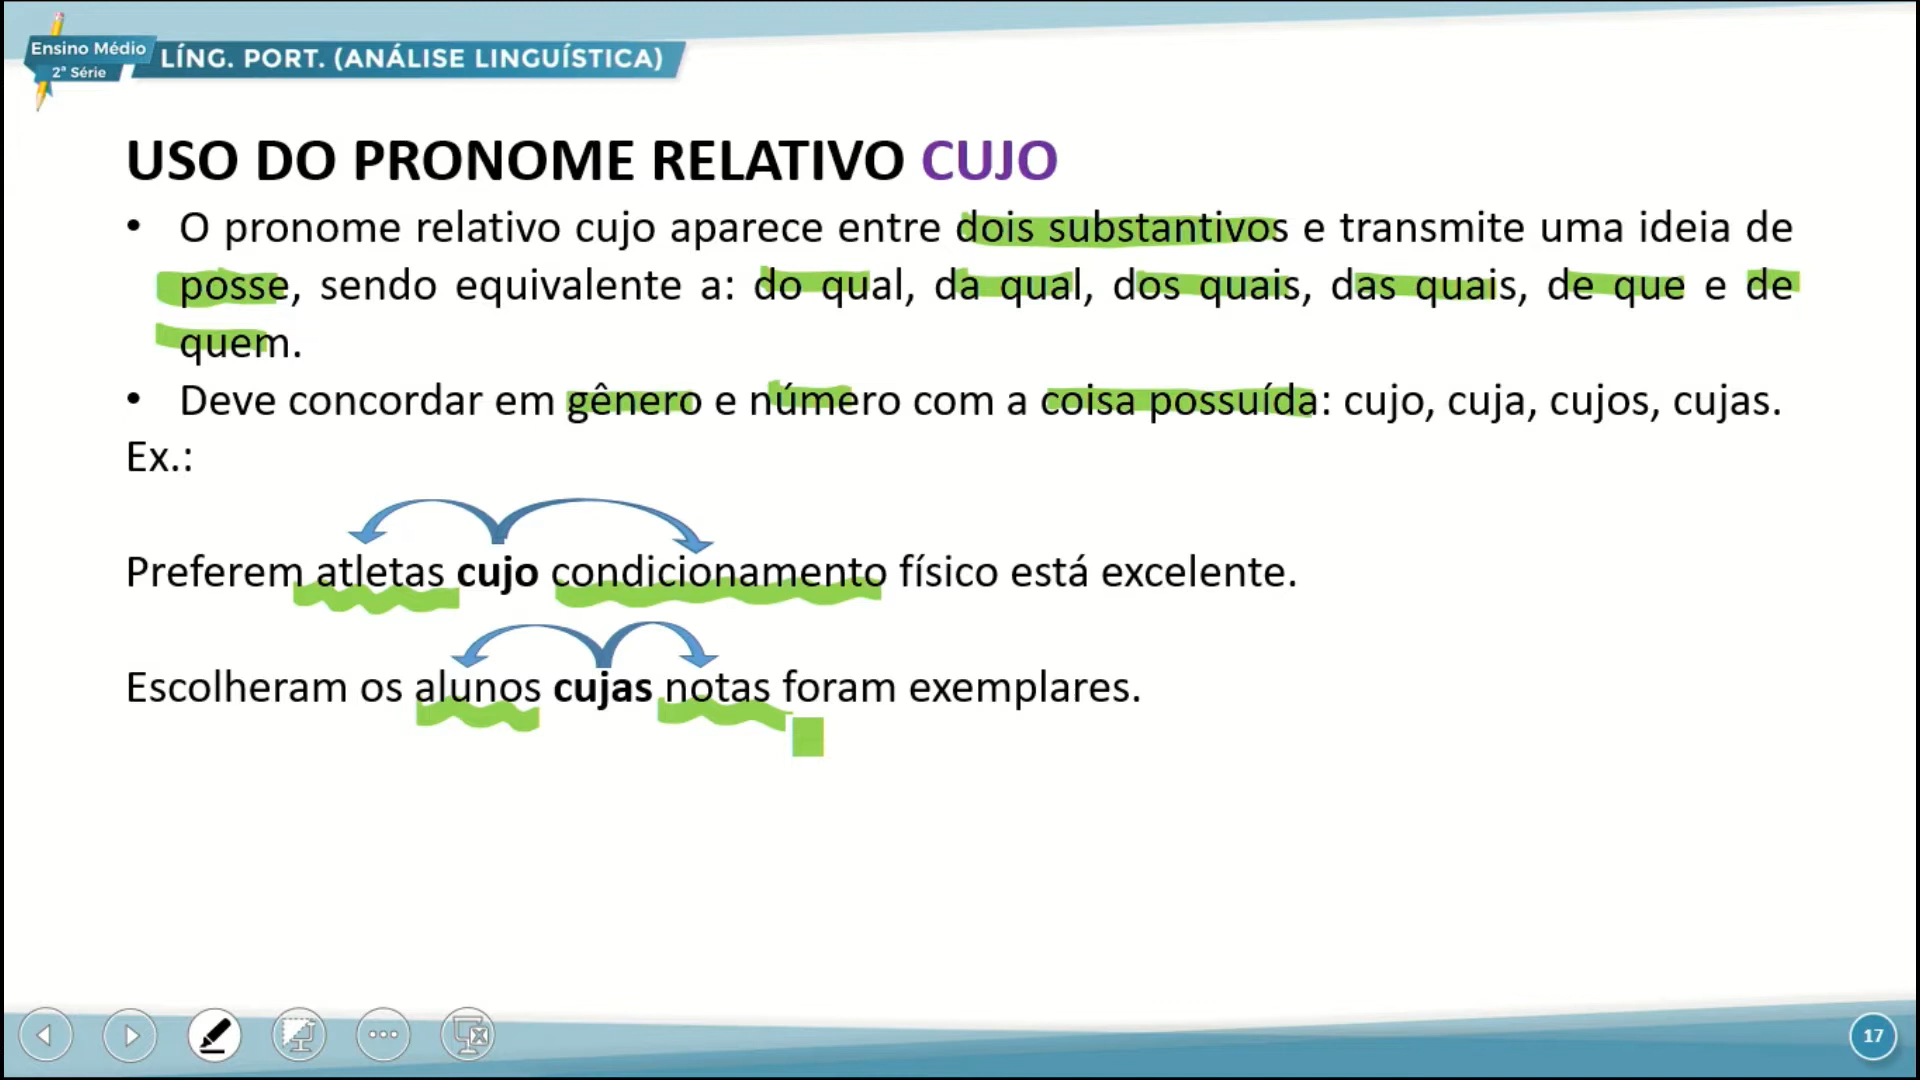 Ensino Médio
2ª Série
LÍNG. PORT. (ANÁLISE LINGUÍSTICA)
USO DO PRONOME RELATIVO CUJO
• O pronome relativo cujo aparece entre dois substantivos e transmite uma ideia de
posse, sendo equivalente a: do qual, da qual, dos quais, das quais, de que e de
quem.
• Deve concordar em gênero e número com a coisa possuída: cujo, cuja, cujos, cujas.
Ex.:
Preferem atletas cujo condicionamento físico está excelente.
Escolheram os alunos cujas notas foram exemplares.
17